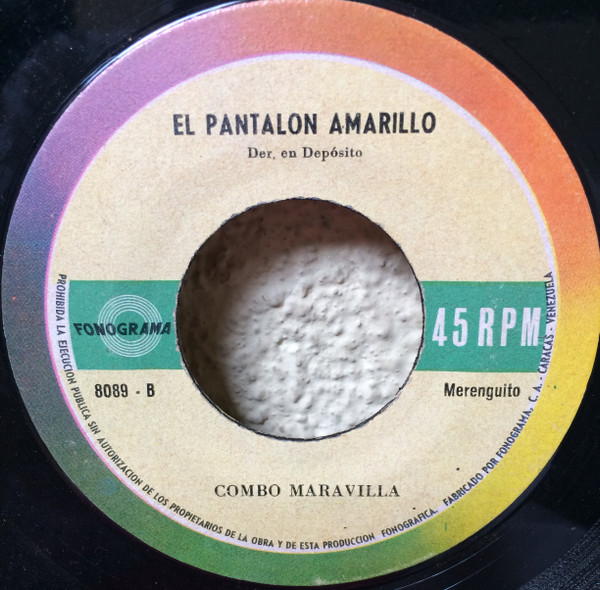 EL PANTALON AMARILLO
Der. en Depósito
FONOGRAMA
45 RPM
8089 - B
Merenguito
COMBO MARAVILLA
PROHIBIDA LA EJECUCION PUBLICA SIN AUTORIZACION DE LOS PROPIETARIOS DE LA OBRA Y DE ESTA PRODUCCION FONOGRAFICA. FABRICADO POR FONOGRAMA, C. A. - CARACAS - VENEZUELA